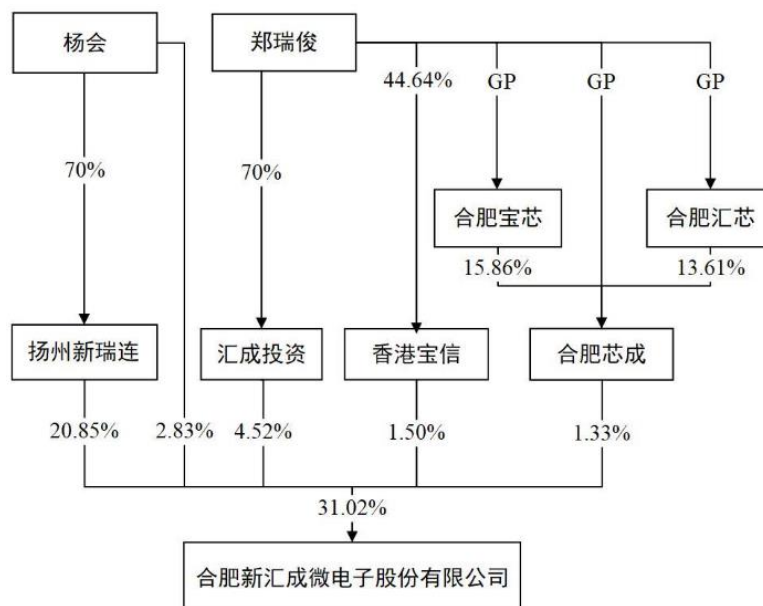 杨会
郑瑞俊
44.64%
GP
GP
GP
70%
70%
合肥宝芯
合肥汇芯
15.86%
13.61%
扬州新瑞连
汇成投资
香港宝信
合肥芯成
20.85%
2.83%
4.52%
1.50%
1.33%
31.02%
合肥新汇成微电子股份有限公司